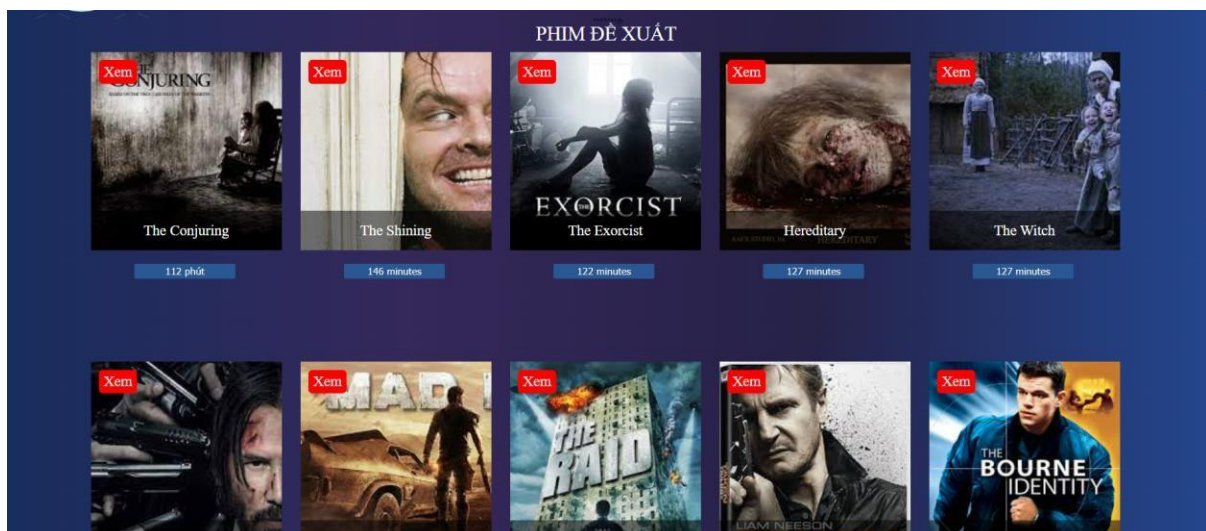 PHIM ĐỀ XUẤT
Xem
Xem
Xem
Xem
Xem
THE
CONJURING
EXORCIST
THE
HEREDITARY
The Conjuring
The Shining
The Exorcist
Hereditary
The Witch
112 phút
146 minutes
122 minutes
127 minutes
127 minutes
Xem
Xem
Xem
Xem
Xem
MAD
THE
RAID
THE
BOURNE
IDENTITY
LIAM NEESON